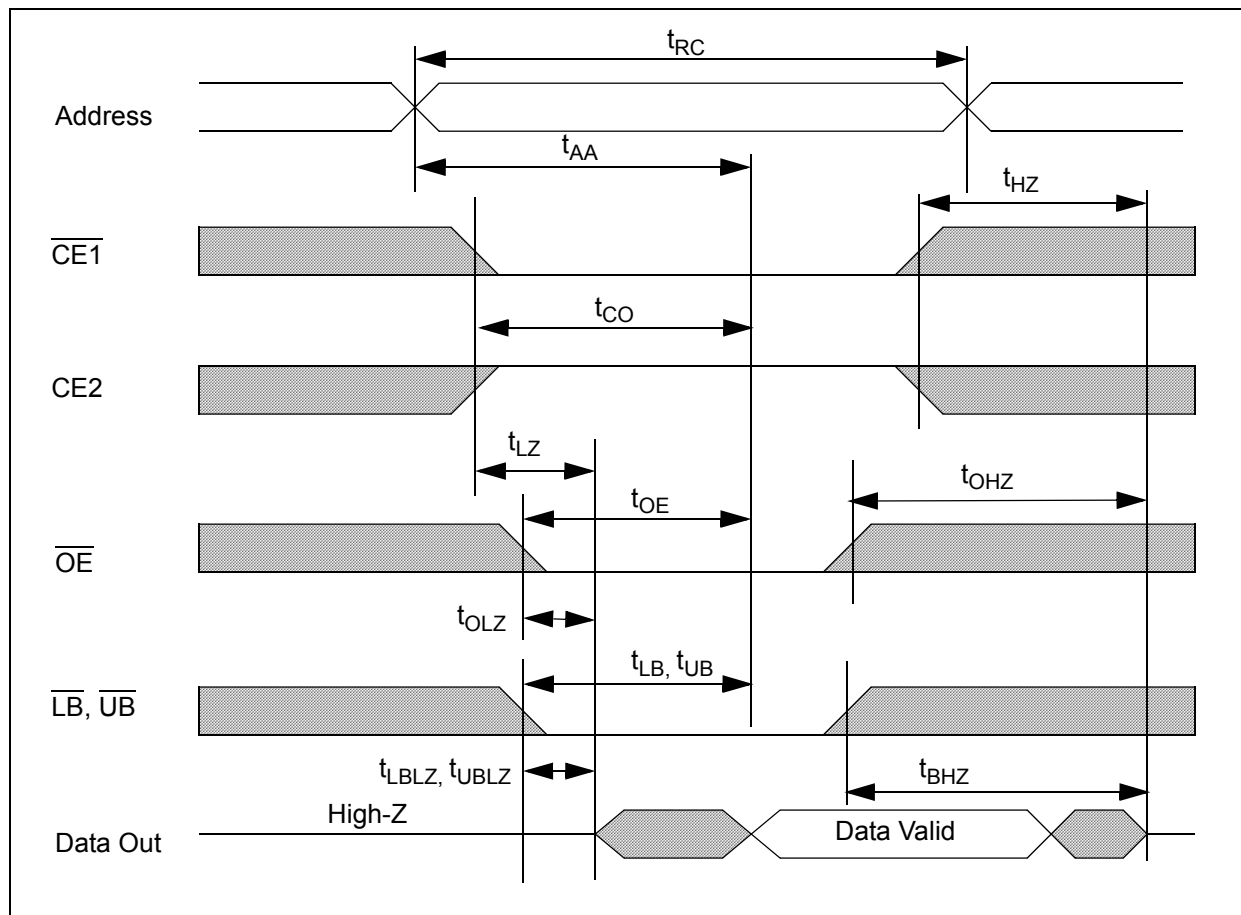 tRC
Address
tAA
tHZ
CE1
tCO
CE2
tLZ
tOE
tOHZ
OE
tOLZ
tLB, tUB
LB, UB
tLBLZ, tUBLZ
tBHZ
High-Z
Data Valid
Data Out